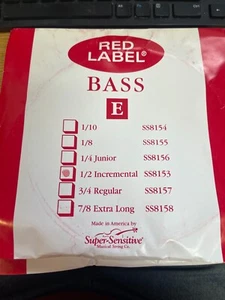 RED
LABEL®
BASS
E
1/10 SS8154
1/8 SS8155
1/4 Junior SS8156
1/2 Incremental SS8153
3/4 Regular SS8157
7/8 Extra Long SS8158
Made in America by
Super-Sensitive®
Musical String Co.